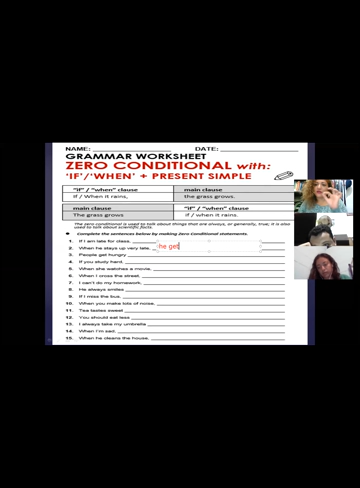 NAME: ____________ DATE: ____________
GRAMMAR WORKSHEET
ZERO CONDITIONAL with:
'IF'/'WHEN' + PRESENT SIMPLE
"if" / "when" clause main clause
If / When it rains, the grass grows.
main clause "if" / "when" clause
The grass grows if / when it rains.
The zero conditional is used to talk about things that are always, or generally, true; it is also used to talk about scientific facts.
Complete the sentences below by making Zero Conditional statements.
1. If I am late for class,
2. When he stays up very late, he get
3. People get hungry
4. If you study hard,
5. When she watches a movie,
6. When I cross the street,
7. I can't do my homework,
8. He always smiles
9. If I miss the bus,
10. When you make lots of noise,
11. Tea tastes sweet
12. You should eat less
13. I always take my umbrella
14. When I'm sad,
15. When he cleans the house,